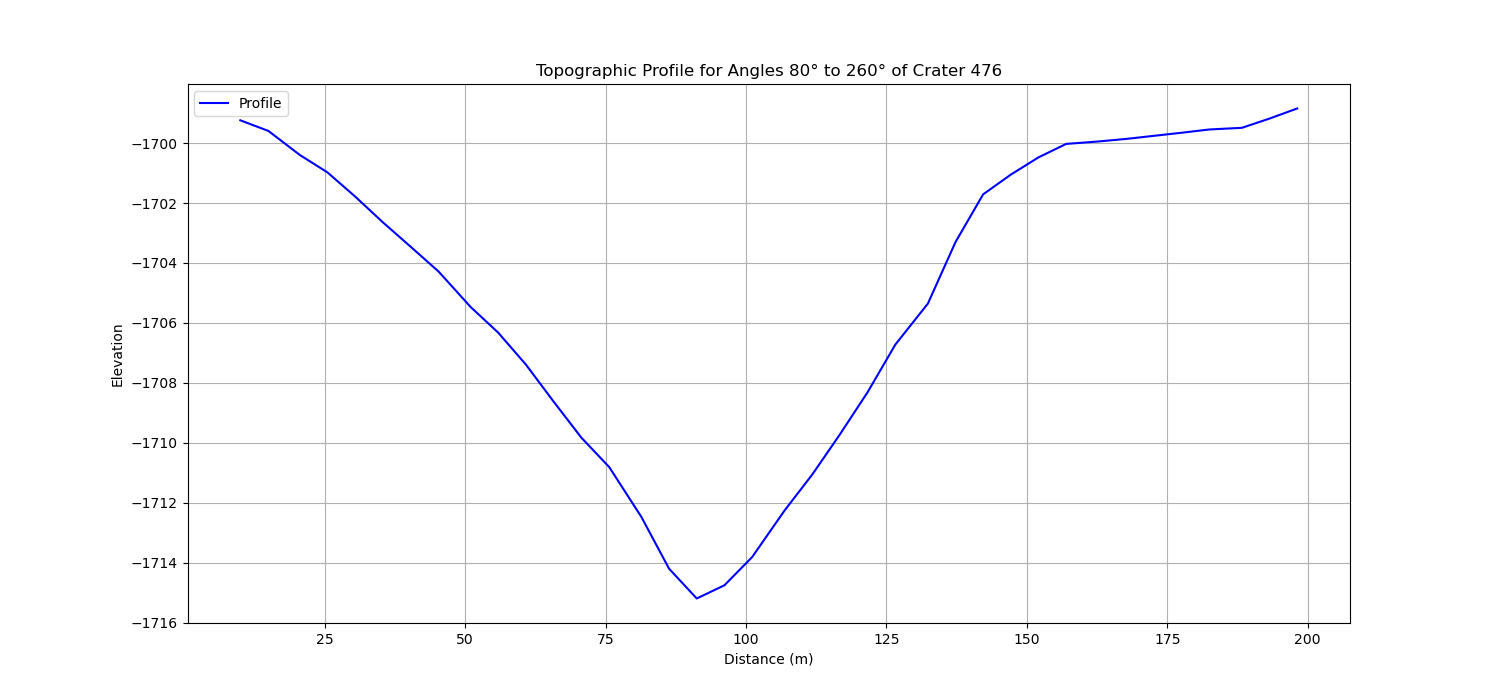 Topographic Profile for Angles 80° to 260° of Crater 476
Profile
−1700
−1702
−1704
−1706
−1708
−1710
−1712
−1714
−1716
Elevation
25 50 75 100 125 150 175 200
Distance (m)